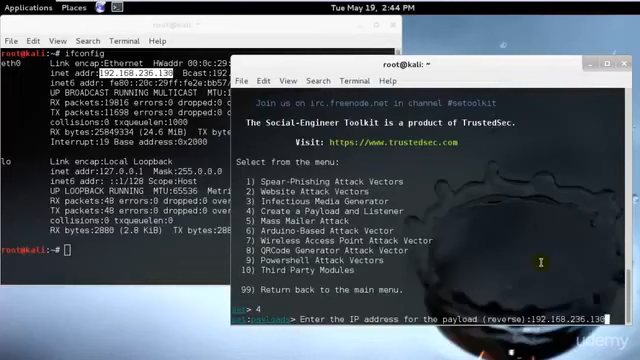 Applications Places Tue May 19, 2:44 PM
root@kali: ~
File Edit View Search Terminal Help
root@kali:~# ifconfig
eth0 Link encap:Ethernet HWaddr 00:0c:29:
inet addr:192.168.236.130 Bcast:192.
inet6 addr: fe80::20c:29ff:fe2e:bb57/
UP BROADCAST RUNNING MULTICAST MTU:
RX packets:19816 errors:0 dropped:0
TX packets:11428 errors:0 dropped:0
collisions:0 txqueuelen:1000
RX bytes:25849334 (24.6 MiB) TX by
Interrupt:19 Base address:0x2000
lo Link encap:Local Loopback
inet addr:127.0.0.1 Mask:255.0.0.0
inet6 addr: ::1/128 Scope:Host
UP LOOPBACK RUNNING MTU:65536 Metr
RX packets:48 errors:0 dropped:0 over
TX packets:48 errors:0 dropped:0 over
collisions:0 txqueuelen:0
RX bytes:2880 (2.8 KiB) TX bytes:28
root@kali:~#
root@kali: ~
File Edit View Search Terminal Help
Join us on irc.freenode.net in channel #setoolkit
The Social-Engineer Toolkit is a product of TrustedSec.
Visit: https://www.trustedsec.com
Select from the menu:
1) Spear-Phishing Attack Vectors
2) Website Attack Vectors
3) Infectious Media Generator
4) Create a Payload and Listener
5) Mass Mailer Attack
6) Arduino-Based Attack Vector
7) Wireless Access Point Attack Vector
8) QRCode Generator Attack Vector
9) Powershell Attack Vectors
10) Third Party Modules
99) Return back to the main menu.
set> 4
set:payloads> Enter the IP address for the payload (reverse):192.168.236.130
udemy